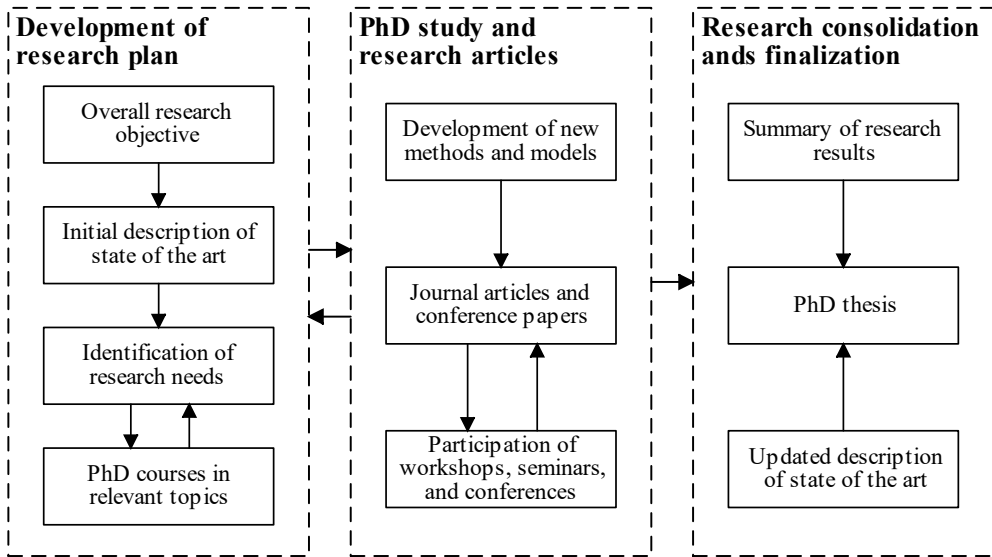 Development of
research plan
Overall research
objective
Initial description of
state of the art
Identification of
research needs
PhD courses in
relevant topics
PhD study and
research articles
Development of new
methods and models
Journal articles and
conference papers
Participation of
workshops, seminars,
and conferences
Research consolidation
ands finalization
Summary of research
results
PhD thesis
Updated description
of state of the art